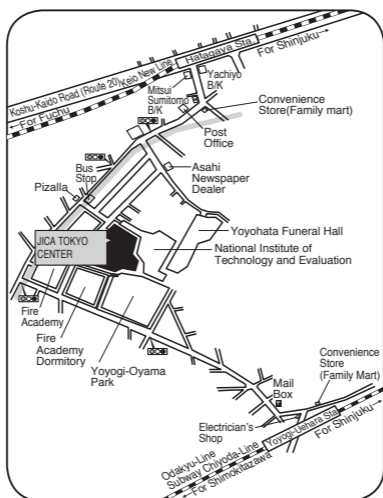 Koshu-Kaido Road (Route 20)
Keio New Line
Hatagaya Sta.
For Shinjuku
For Fuchu
Mitsui
Sumitomo
B/K
Yachiyo
B/K
Convenience
Store(Family mart)
Post
Office
Bus
Stop
Asahi
Newspaper
Dealer
Pizalla
Yoyohata Funeral Hall
JICA TOKYO
CENTER
National Institute of
Technology and Evaluation
Fire
Academy
Fire
Academy
Dormitory
Yoyogi-Oyama
Park
Convenience
Store
(Family Mart)
Mail
Box
Electrician's
Shop
Yoyogi-Uehara Sta.
For Shinjuku
Odakyu-Line
Subway Chiyoda-Line
For Shimokitazawa